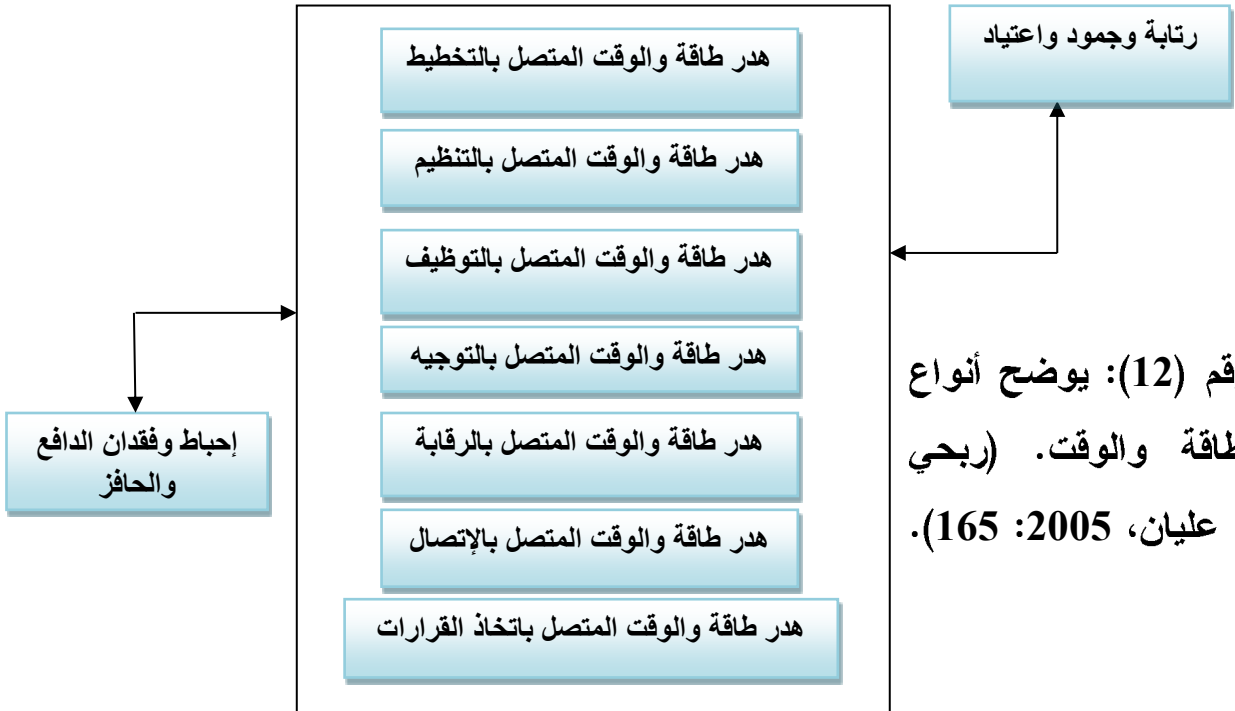 رتابة وجمود واعتياد
هدر طاقة والوقت المتصل بالتخطيط
هدر طاقة والوقت المتصل بالتنظيم
هدر طاقة والوقت المتصل بالتوظيف
هدر طاقة والوقت المتصل بالتوجيه
هدر طاقة والوقت المتصل بالرقابة
هدر طاقة والوقت المتصل بالإتصال
هدر طاقة والوقت المتصل باتخاذ القرارات
إحباط وفقدان الدافع
والحافز
(12): يوضح أنواع
والوقت. (ربحي
عليان، 2005: 165).